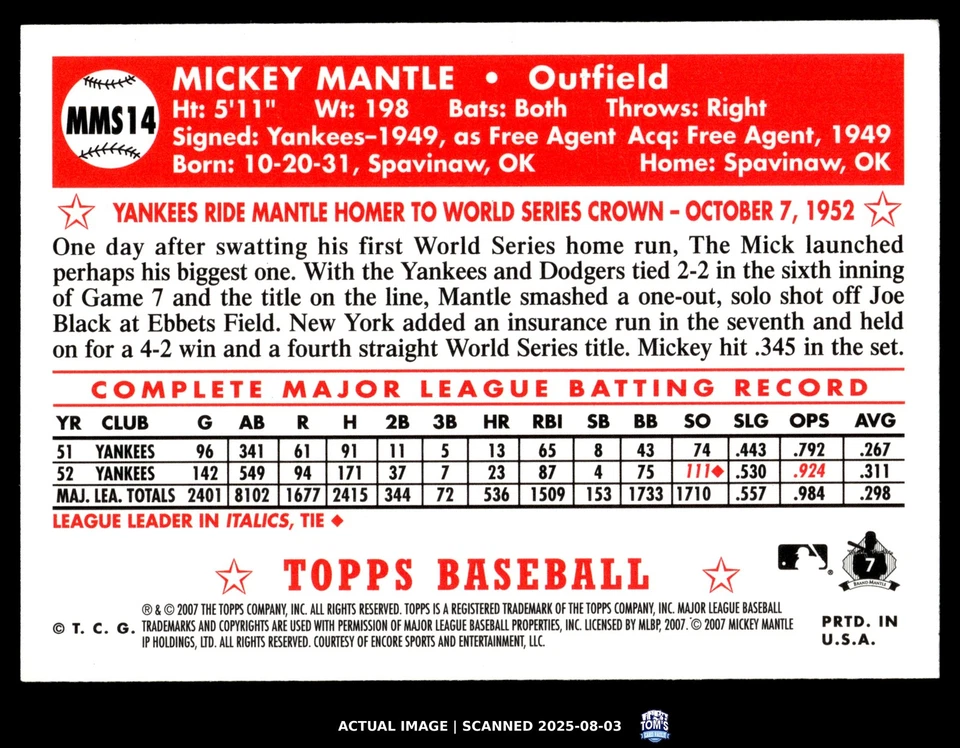 MMS14
MICKEY MANTLE • Outfield
Ht: 5'11" Wt: 198 Bats: Both Throws: Right
Signed: Yankees–1949, as Free Agent Acq: Free Agent, 1949
Born: 10-20-31, Spavinaw, OK Home: Spavinaw, OK
YANKEES RIDE MANTLE HOMER TO WORLD SERIES CROWN – OCTOBER 7, 1952
One day after swatting his first World Series home run, The Mick launched
perhaps his biggest one. With the Yankees and Dodgers tied 2-2 in the sixth inning
of Game 7 and the title on the line, Mantle smashed a one-out, solo shot off Joe
Black at Ebbets Field. New York added an insurance run in the seventh and held
on for a 4-2 win and a fourth straight World Series title. Mickey hit .345 in the set.
COMPLETE MAJOR LEAGUE BATTING RECORD
YR CLUB G AB R H 2B 3B HR RBI SB BB SO SLG OPS AVG
51 YANKEES 96 341 61 91 11 5 13 65 8 43 74 .443 .792 .267
52 YANKEES 142 549 94 171 37 7 23 87 4 75 111◆ .530 .924 .311
MAJ. LEA. TOTALS 2401 8102 1677 2415 344 72 536 1509 153 1733 1710 .557 .984 .298
LEAGUE LEADER IN ITALICS, TIE ◆
TOPPS BASEBALL
7
BRAND MANTLE
® & © 2007 THE TOPPS COMPANY, INC. ALL RIGHTS RESERVED. TOPPS IS A REGISTERED TRADEMARK OF THE TOPPS COMPANY, INC. MAJOR LEAGUE BASEBALL
TRADEMARKS AND COPYRIGHTS ARE USED WITH PERMISSION OF MAJOR LEAGUE BASEBALL PROPERTIES, INC. LICENSED BY MLBP, 2007. © 2007 MICKEY MANTLE
IP HOLDINGS, LTD. ALL RIGHTS RESERVED. COURTESY OF ENCORE SPORTS AND ENTERTAINMENT, LLC.
© T. C. G.
PRTD. IN
U.S.A.
ACTUAL IMAGE | SCANNED 2025-08-03
TOM'S